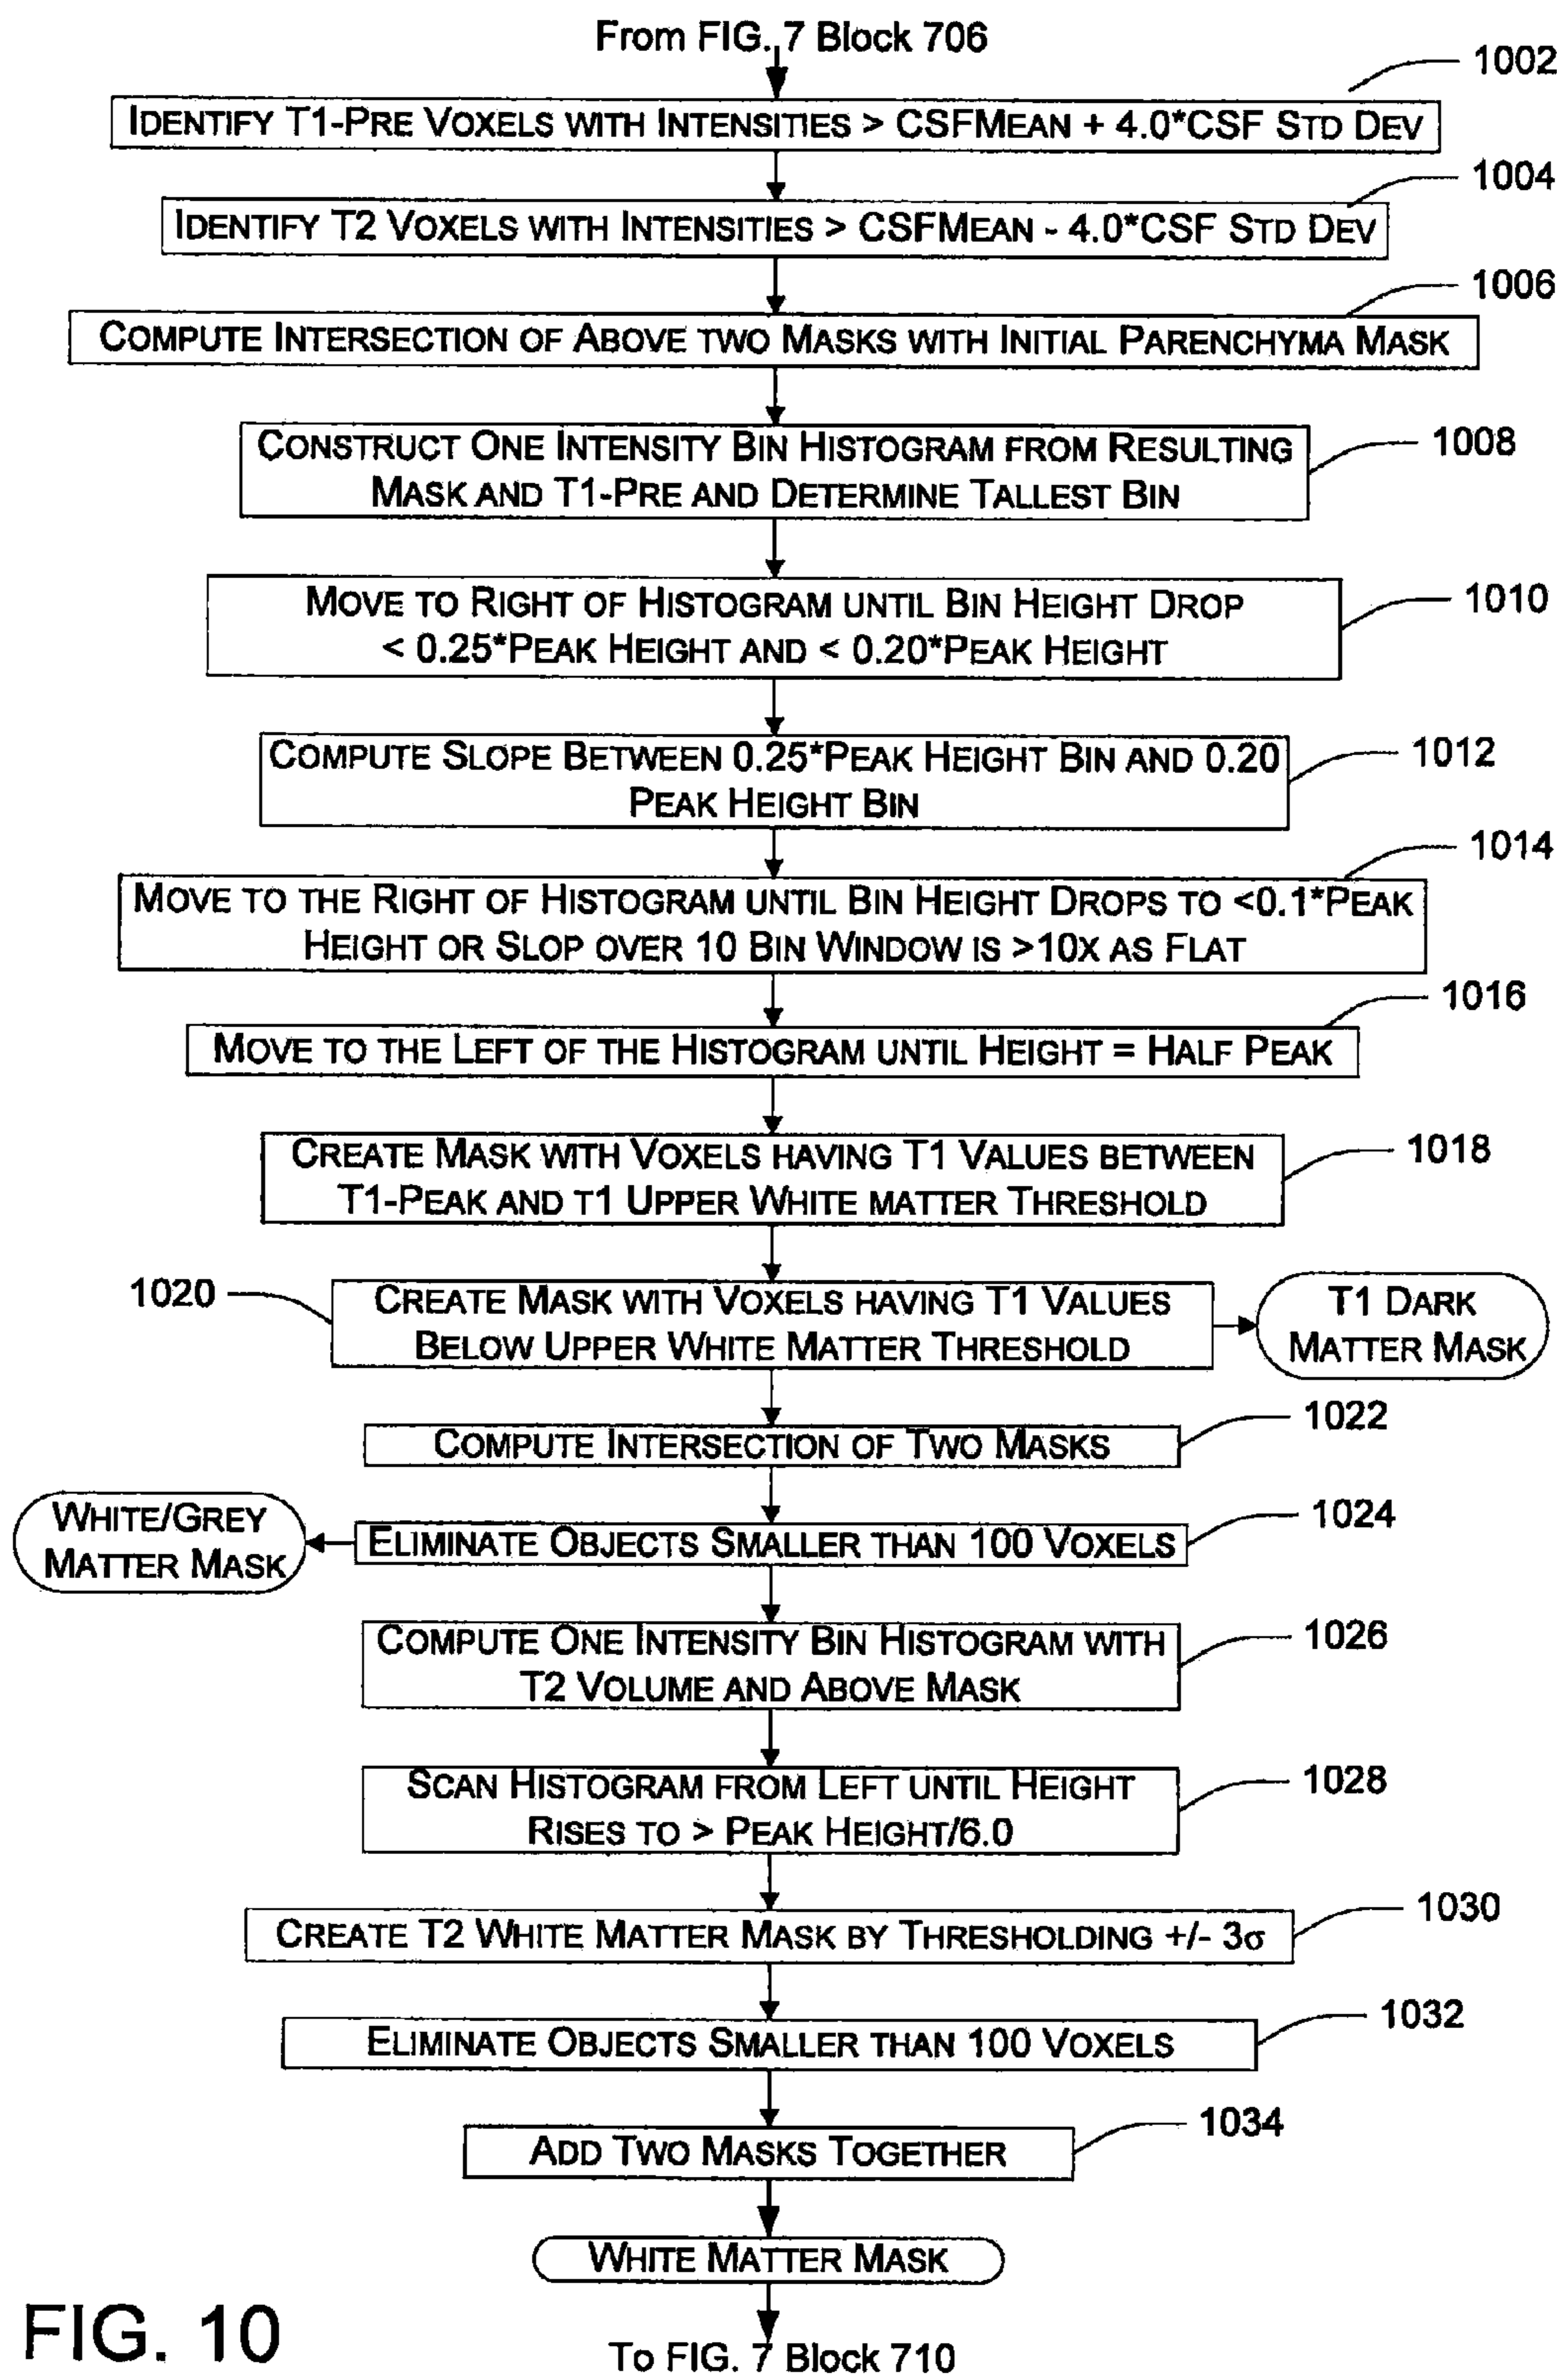 From FIG. 7 Block 706
1002
IDENTIFY T1-PRE VOXELS WITH INTENSITIES > CSFMEAN + 4.0*CSF STD DEV
1004
IDENTIFY T2 VOXELS WITH INTENSITIES > CSFMEAN - 4.0*CSF STD DEV
1006
COMPUTE INTERSECTION OF ABOVE TWO MASKS WITH INITIAL PARENCHYMA MASK
CONSTRUCT ONE INTENSITY BIN HISTOGRAM FROM RESULTING
MASK AND T1-PRE AND DETERMINE TALLEST BIN
1008
MOVE TO RIGHT OF HISTOGRAM UNTIL BIN HEIGHT DROP
< 0.25*PEAK HEIGHT AND < 0.20*PEAK HEIGHT
1010
COMPUTE SLOPE BETWEEN 0.25*PEAK HEIGHT BIN AND 0.20
PEAK HEIGHT BIN
1012
1014
MOVE TO THE RIGHT OF HISTOGRAM UNTIL BIN HEIGHT DROPS TO <0.1*PEAK
HEIGHT OR SLOP OVER 10 BIN WINDOW IS >10X AS FLAT
1016
MOVE TO THE LEFT OF THE HISTOGRAM UNTIL HEIGHT = HALF PEAK
CREATE MASK WITH VOXELS HAVING T1 VALUES BETWEEN
T1-PEAK AND T1 UPPER WHITE MATTER THRESHOLD
1018
1020
CREATE MASK WITH VOXELS HAVING T1 VALUES
BELOW UPPER WHITE MATTER THRESHOLD
T1 DARK
MATTER MASK
1022
COMPUTE INTERSECTION OF TWO MASKS
WHITE/GREY
MATTER MASK
ELIMINATE OBJECTS SMALLER THAN 100 VOXELS
1024
COMPUTE ONE INTENSITY BIN HISTOGRAM WITH
T2 VOLUME AND ABOVE MASK
1026
SCAN HISTOGRAM FROM LEFT UNTIL HEIGHT
RISES TO > PEAK HEIGHT/6.0
1028
CREATE T2 WHITE MATTER MASK BY THRESHOLDING +/- 3σ
1030
ELIMINATE OBJECTS SMALLER THAN 100 VOXELS
1032
ADD TWO MASKS TOGETHER
1034
WHITE MATTER MASK
FIG. 10
To FIG. 7 Block 710